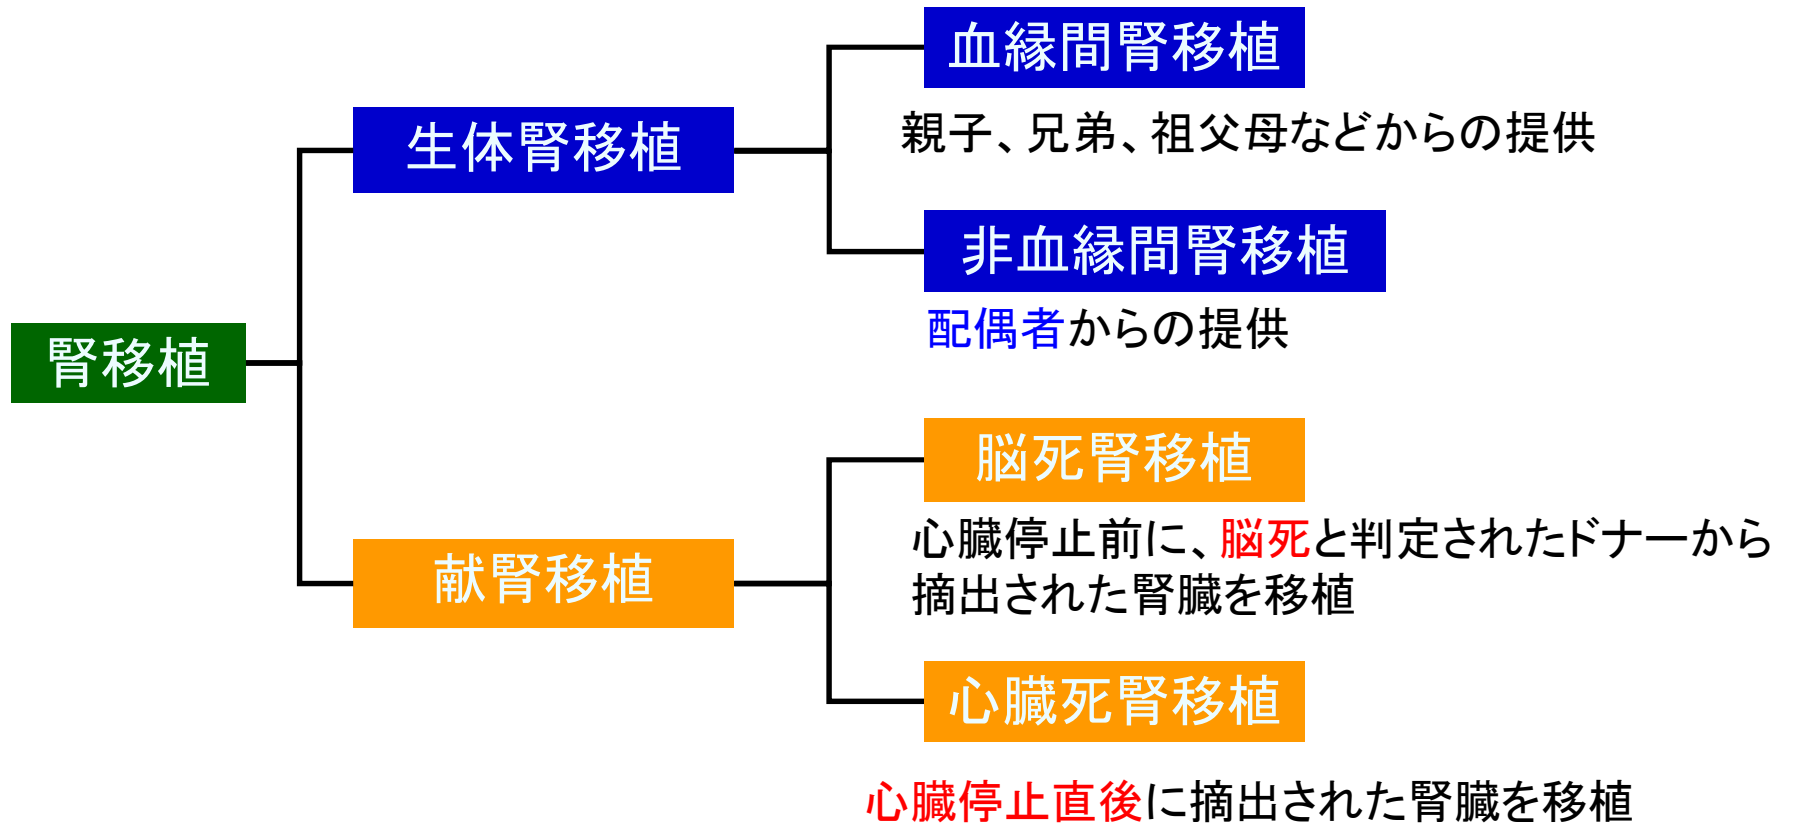 血縁間腎移植
親子、兄弟、祖父母などからの提供
生体腎移植
非血縁間腎移植
配偶者からの提供
腎移植
脳死腎移植
心臓停止前に、脳死と判定されたドナーから
摘出された腎臓を移植
献腎移植
心臓死腎移植
心臓停止直後に摘出された腎臓を移植